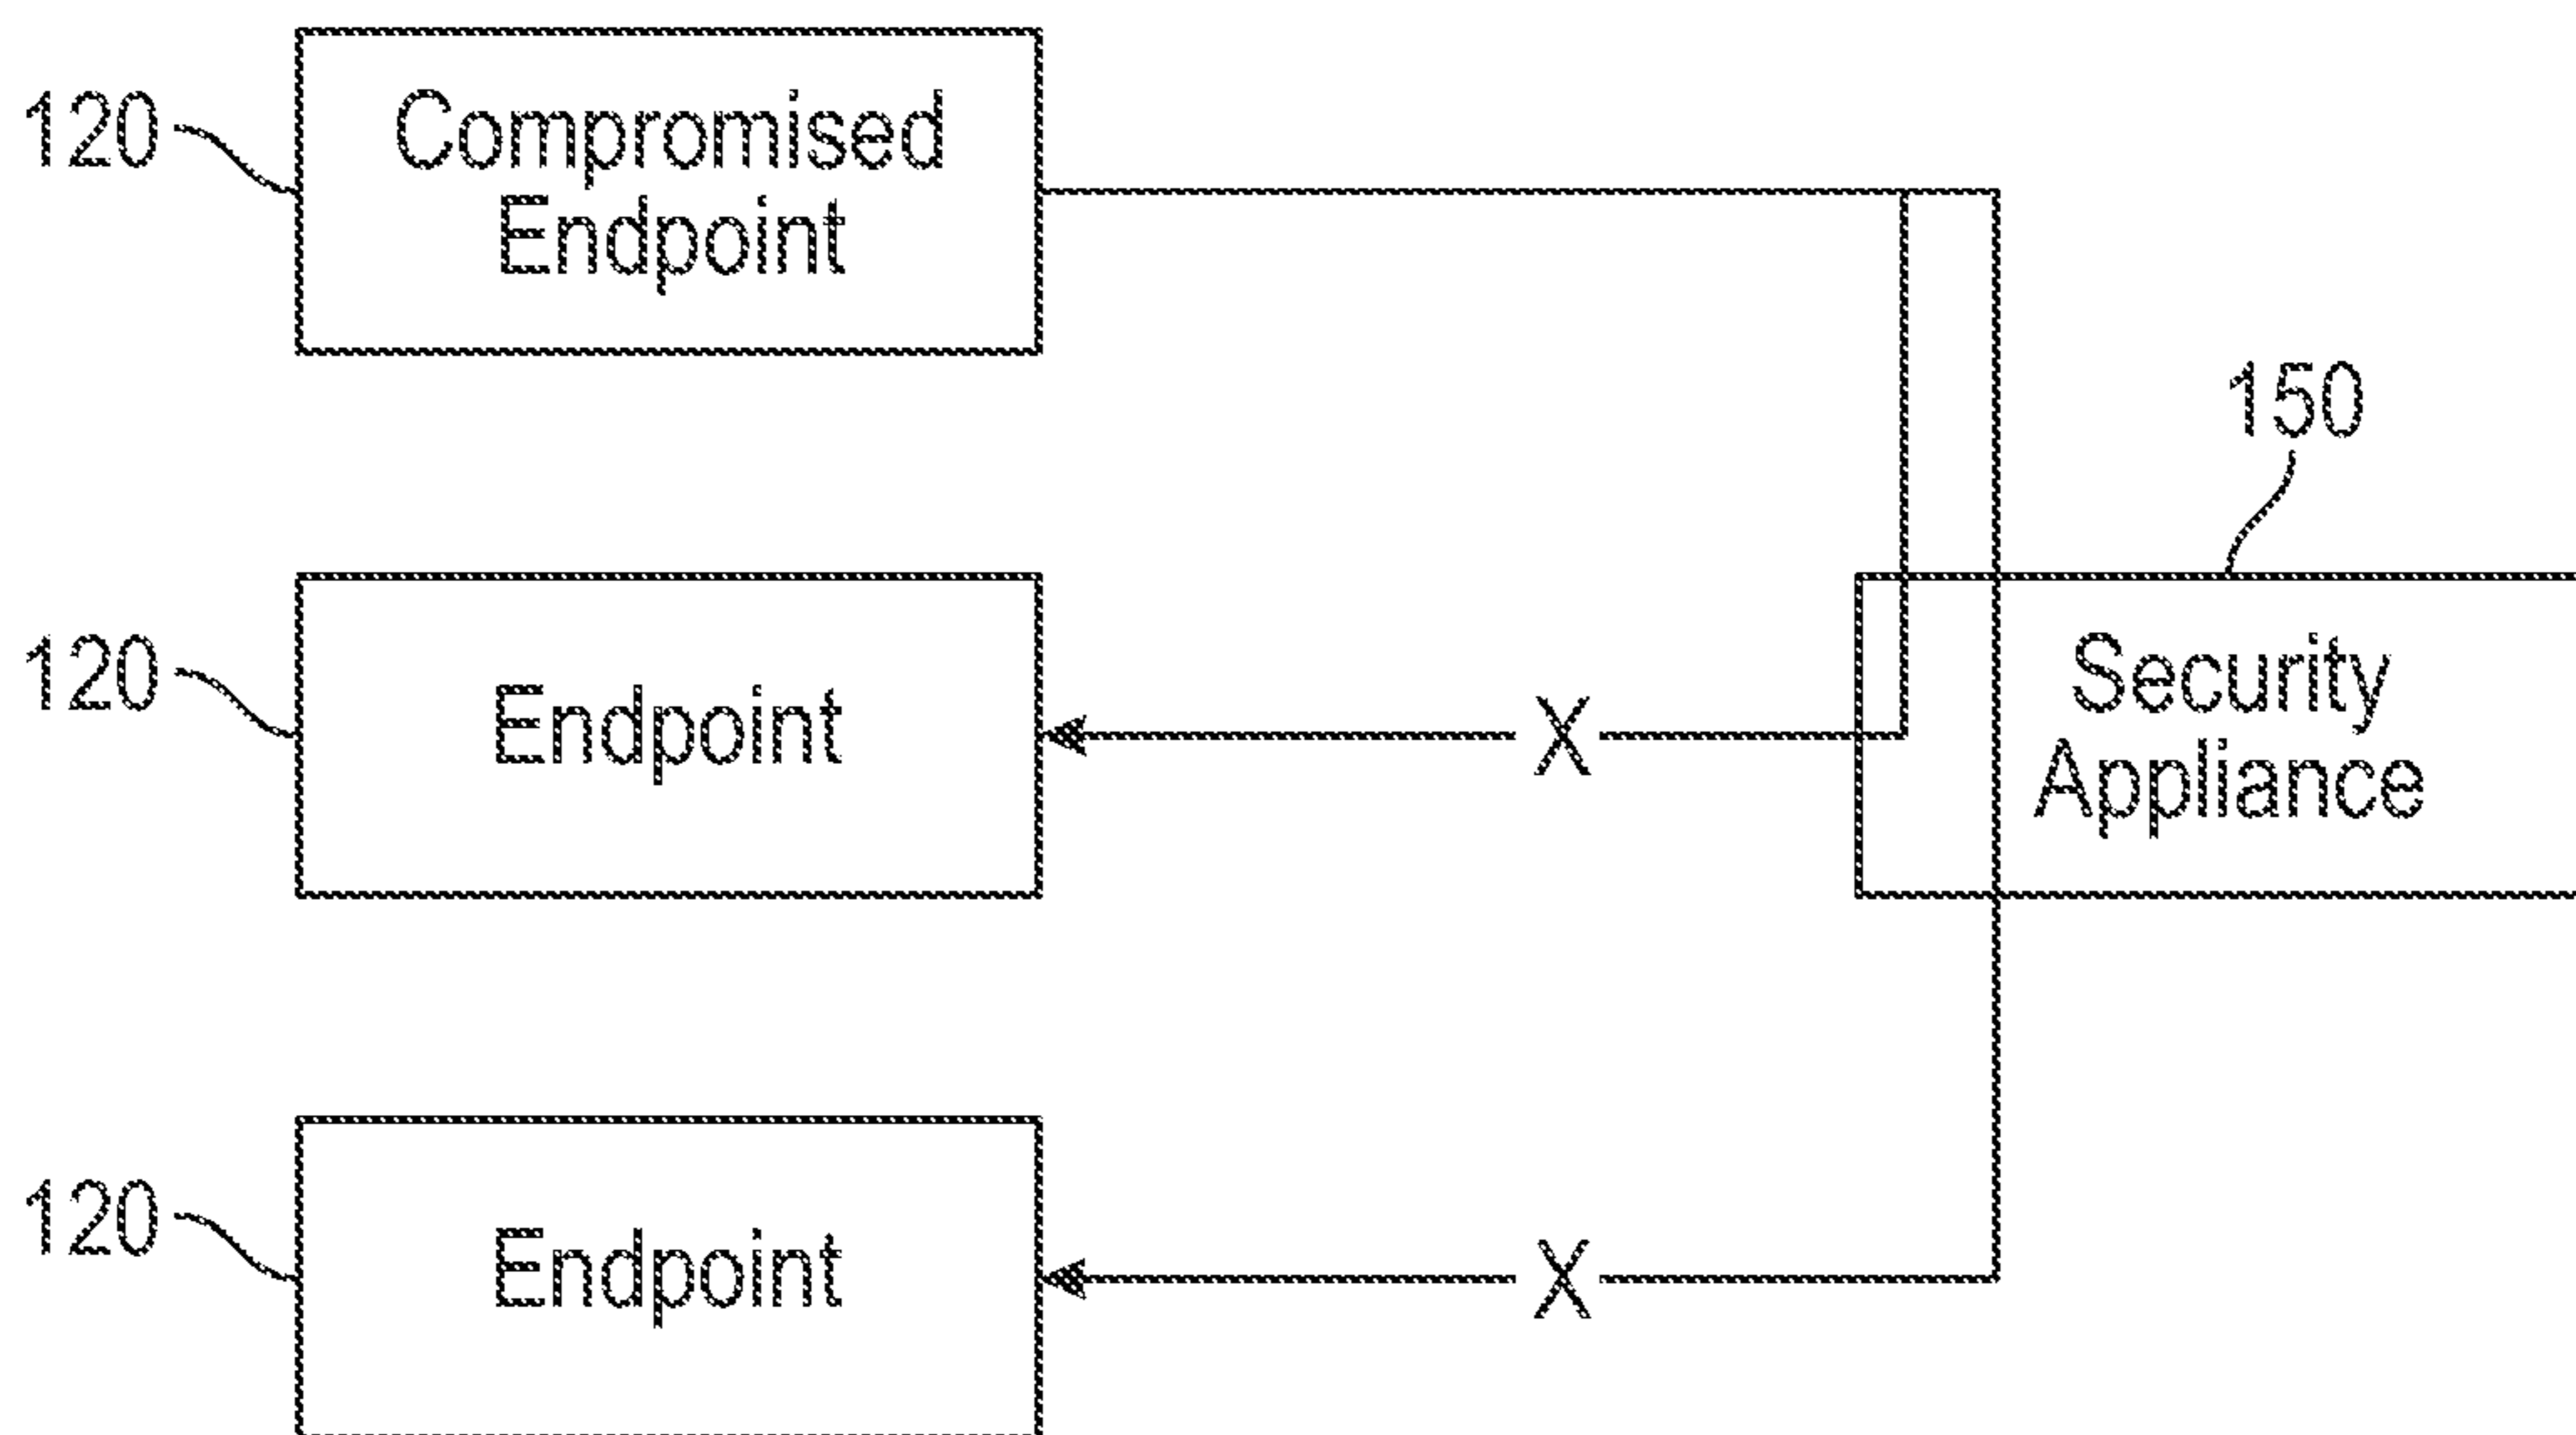 120
Compromised
Endpoint
150
120
Endpoint
X
Security
Appliance
120
Endpoint
X